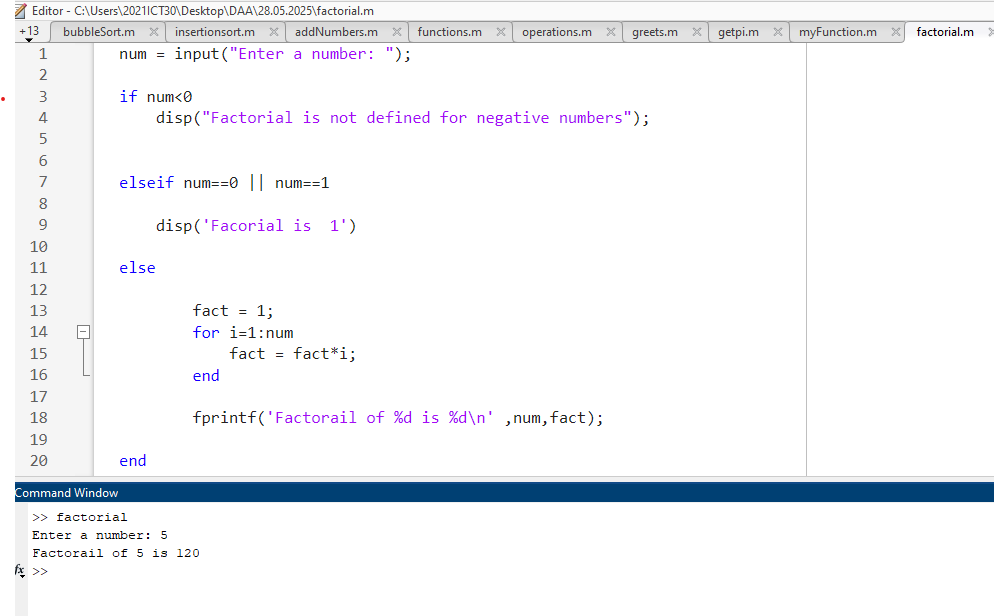 Editor - C:\Users\2021ICT30\Desktop\DAA\28.05.2025\factorial.m
+13 bubbleSort.m × insertionsort.m × addNumbers.m × functions.m × operations.m × greets.m × getpi.m × myFunction.m × factorial.m ×
1 num = input("Enter a number: ");
2
3 if num<0
4 disp("Factorial is not defined for negative numbers");
5
6
7 elseif num==0 || num==1
8
9 disp('Facorial is  1')
10
11 else
12
13 fact = 1;
14 for i=1:num
15 fact = fact*i;
16 end
17
18 fprintf('Factorail of %d is %d\n' ,num,fact);
19
20 end
Command Window
>> factorial
Enter a number: 5
Factorail of 5 is 120
fx >>